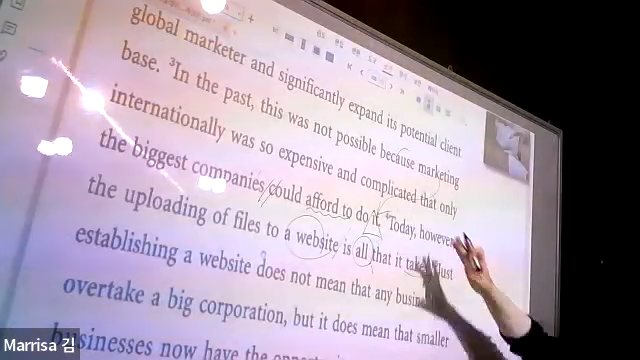 global marketer and significantly expand its potential client
base. ³In the past, this was not possible because marketing
internationally was so expensive and complicated that only
the biggest companies could afford to do it. ⁴Today, however,
the uploading of files to a website is all that it takes. Just
establishing a website does not mean that any
overtake a big corporation, but it does mean that smaller
businesses now have the
Marrisa 김